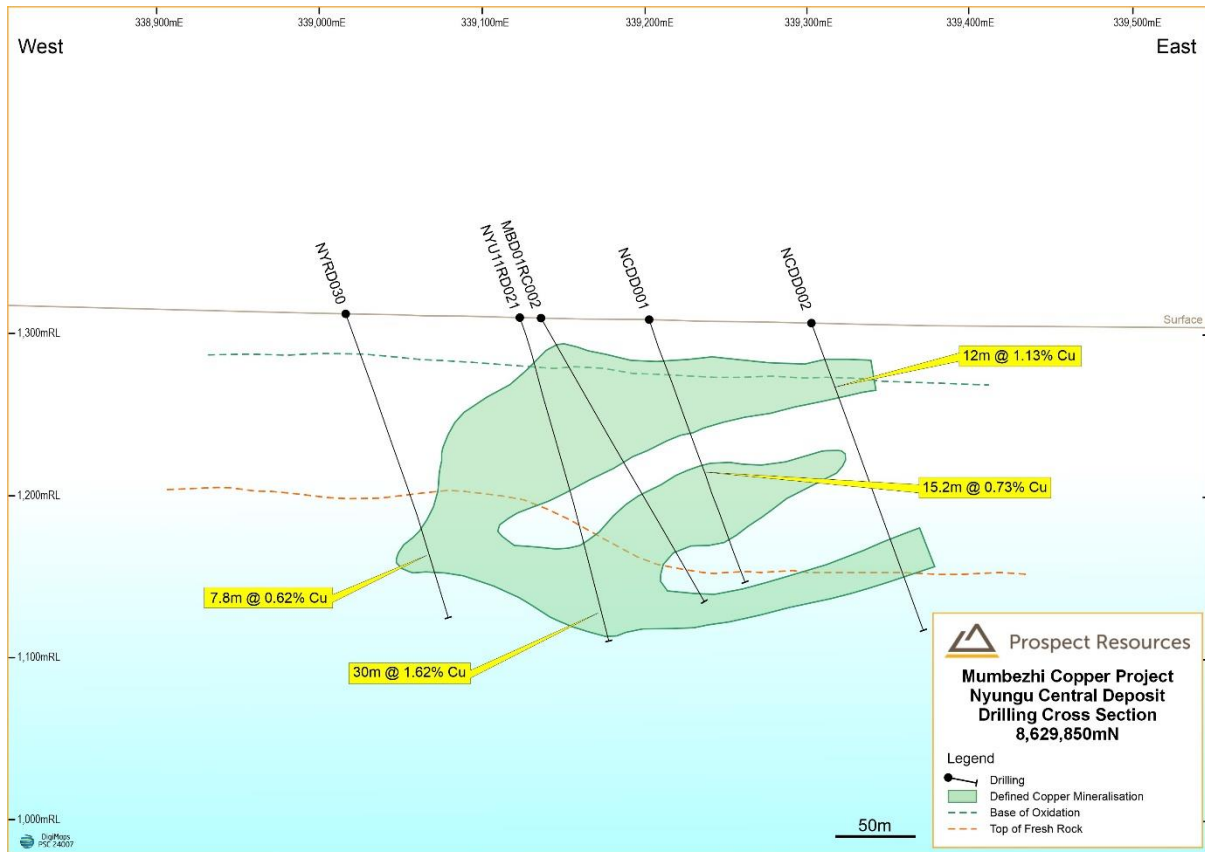 338,900mE
339,000mE
339,100mE
339,200mE
339,300mE
339,400mE
339,500mE
West
East
NYRD030
NYU11RD021
MBD01RC002
NCDD001
NCDD002
Surface
1,300mRL
12m @ 1.13% Cu
1,200mRL
15.2m @ 0.73% Cu
7.8m @ 0.62% Cu
30m @ 1.62% Cu
1,100mRL
Prospect Resources
Mumbezhi Copper Project
Nyungu Central Deposit
Drilling Cross Section
8,629,850mN
Legend
Drilling
Defined Copper Mineralisation
Base of Oxidation
Top of Fresh Rock
1,000mRL
50m
DigiMaps
PSC 24007